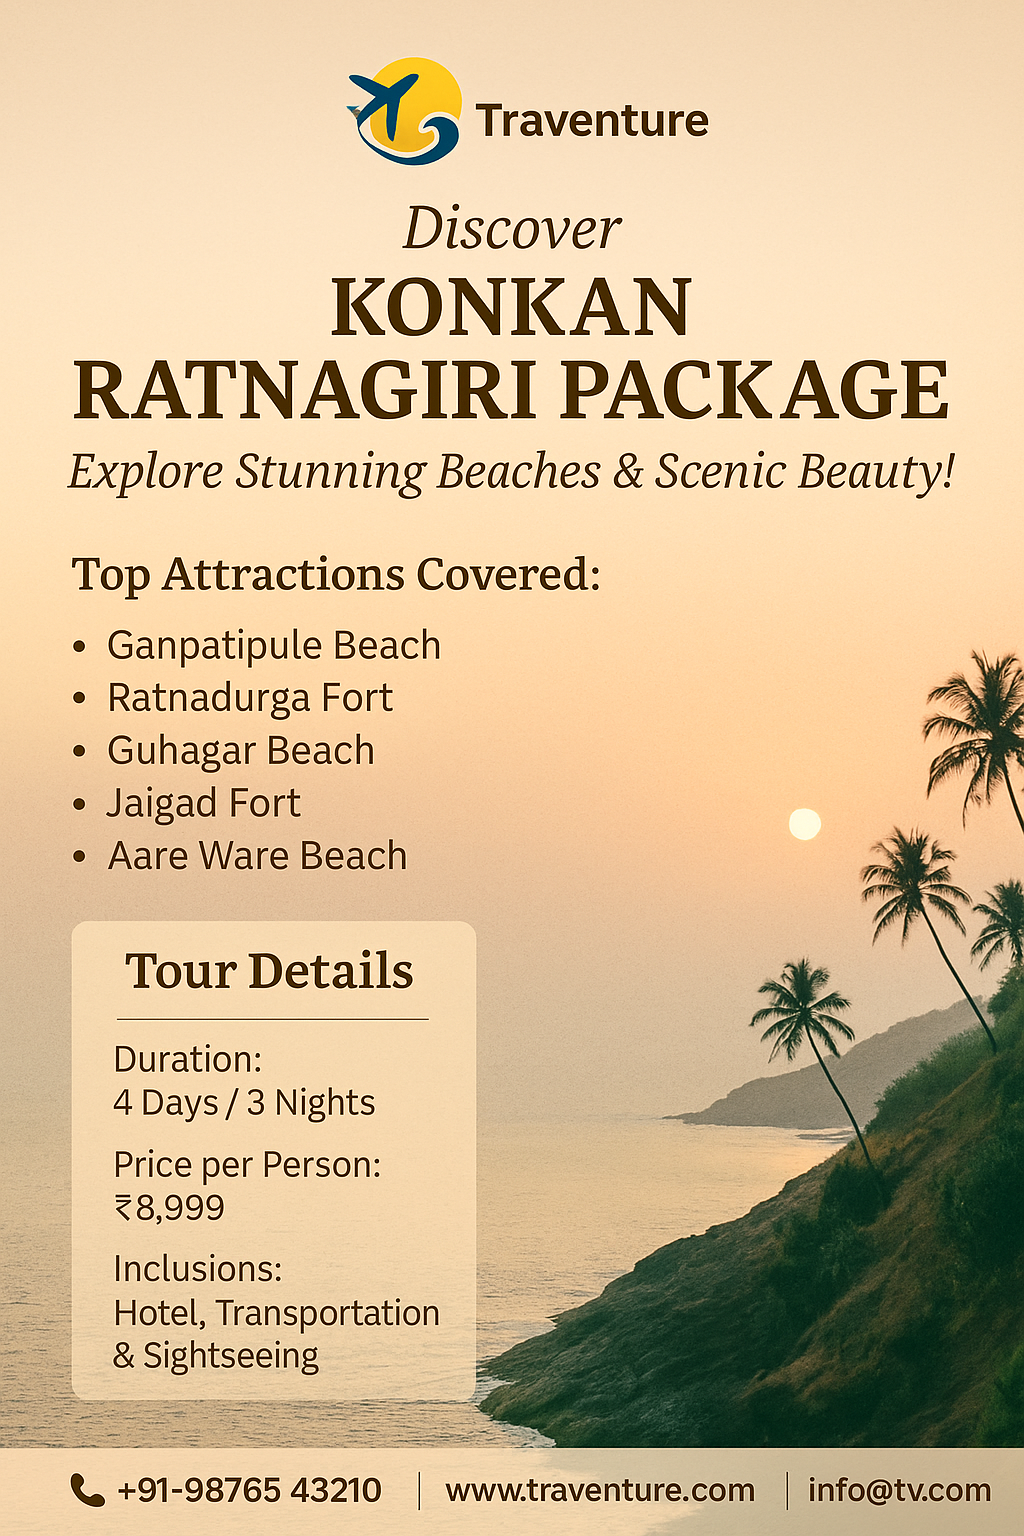 Traventure
Discover
KONKAN
RATNAGIRI PACKAGE
Explore Stunning Beaches & Scenic Beauty!
Top Attractions Covered:
• Ganpatipule Beach
• Ratnadurga Fort
• Guhagar Beach
• Jaigad Fort
• Aare Ware Beach
Tour Details
Duration:
4 Days / 3 Nights
Price per Person:
₹8,999
Inclusions:
Hotel, Transportation
& Sightseeing
+91-98765 43210 | www.traventure.com | info@tv.com